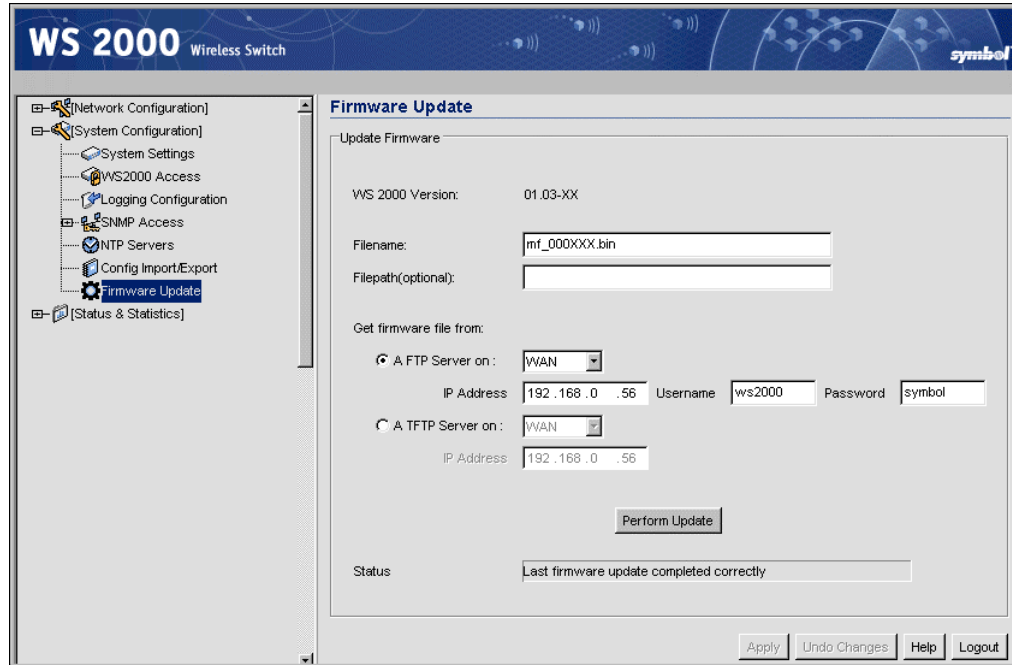 WS 2000 Wireless Switch
symbol
[Network Configuration]
[System Configuration]
System Settings
WS2000 Access
Logging Configuration
SNMP Access
NTP Servers
Config Import/Export
Firmware Update
[Status & Statistics]
Firmware Update
Update Firmware
WS 2000 Version: 01.03-XX
Filename: mf_000XXX.bin
Filepath(optional):
Get firmware file from:
A FTP Server on : WAN
IP Address 192 .168 .0 .56 Username ws2000 Password symbol
A TFTP Server on : WAN
IP Address 192 .168 .0 .56
Perform Update
Status Last firmware update completed correctly
Apply Undo Changes Help Logout